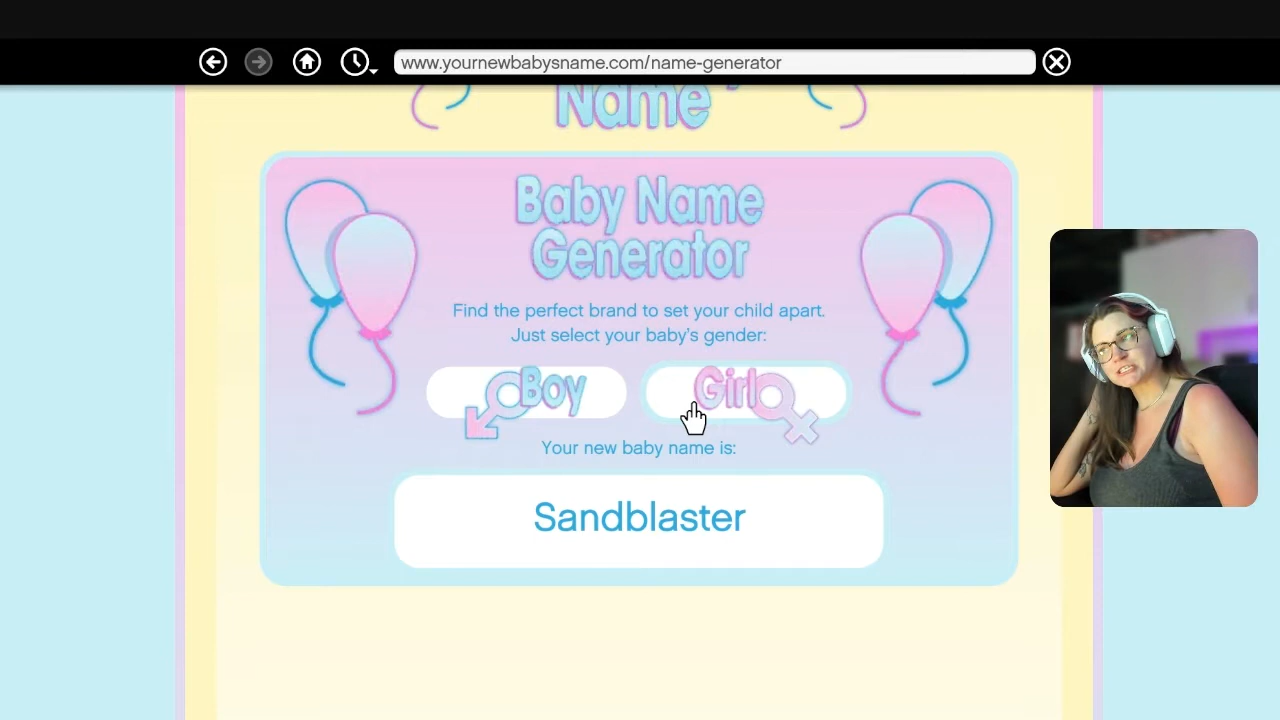 www.yournewbabysname.com/name-generator
Name
Baby Name
Generator
Find the perfect brand to set your child apart.
Just select your baby's gender:
Boy
Girl
Your new baby name is:
Sandblaster